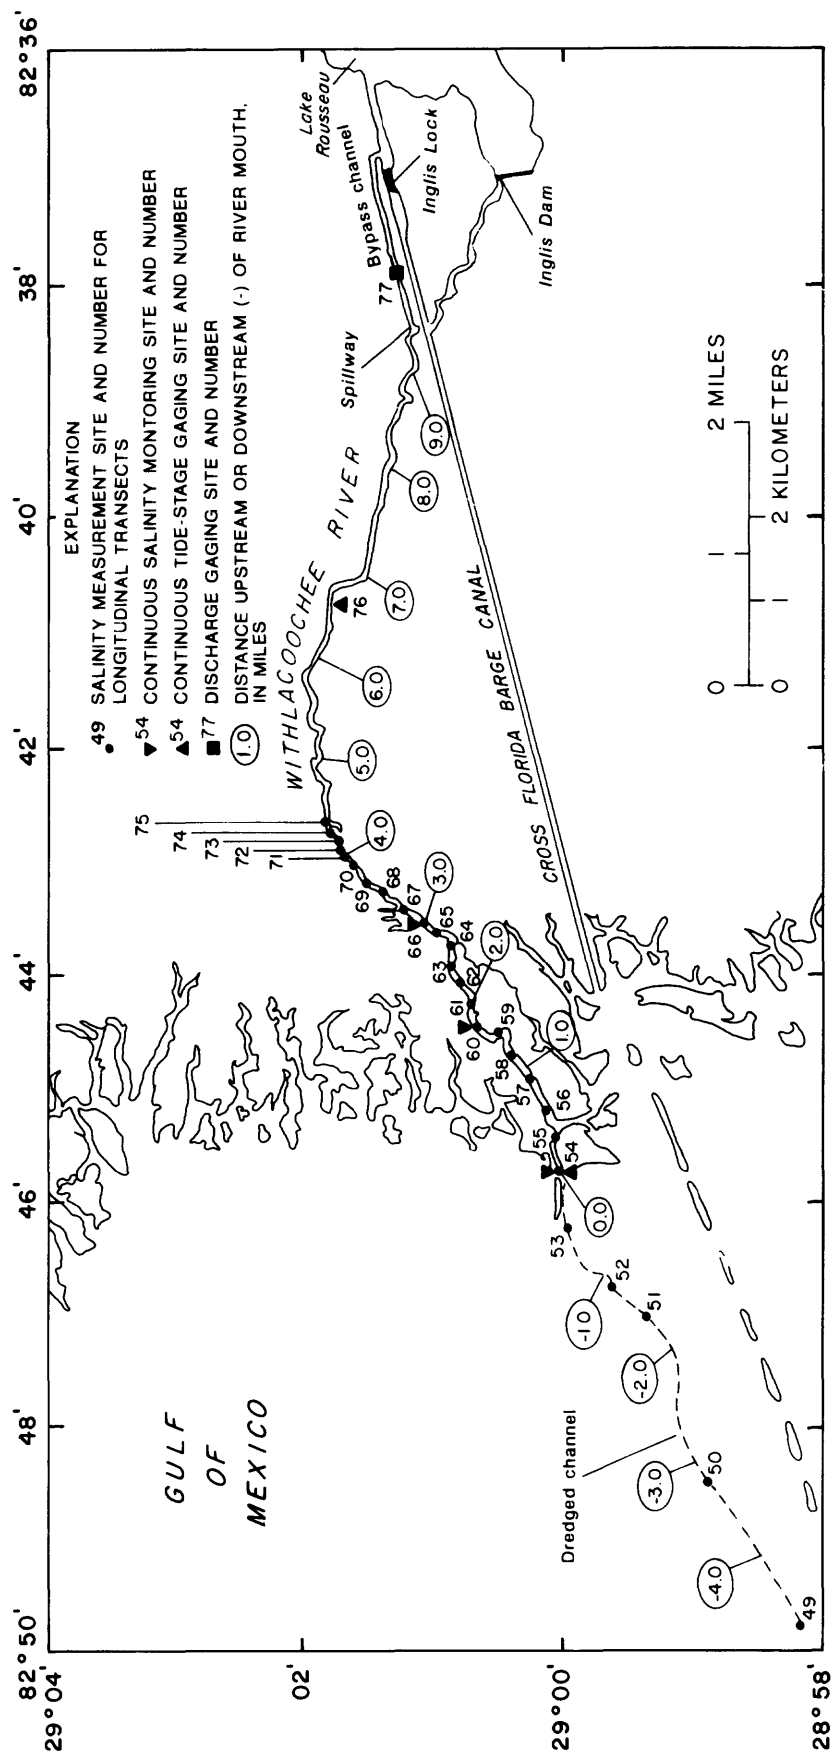 EXPLANATION
49 SALINITY MEASUREMENT SITE AND NUMBER FOR
LONGITUDINAL TRANSECTS
54 CONTINUOUS SALINITY MONTORING SITE AND NUMBER
54 CONTINUOUS TIDE-STAGE GAGING SITE AND NUMBER
77 DISCHARGE GAGING SITE AND NUMBER
1.0 DISTANCE UPSTREAM OR DOWNSTREAM (-) OF RIVER MOUTH,
IN MILES
82°50'
48'
46'
44'
42'
40'
38'
82°36'
29°04'
02'
29°00'
28°58'
GULF
OF
MEXICO
WITHLACOOCHEE RIVER
CROSS FLORIDA BARGE CANAL
Dredged channel
Spillway
Bypass channel
Lake
Rousseau
Inglis Lock
Inglis Dam
49
50
51
52
53
54
55
56
57
58
59
60
61
62
63
64
65
66
67
68
69
70
71
72
73
74
75
76
77
-4.0
-3.0
-2.0
-1.0
0.0
1.0
2.0
3.0
4.0
5.0
6.0
7.0
8.0
9.0
0 1 2 MILES
0 1 2 KILOMETERS